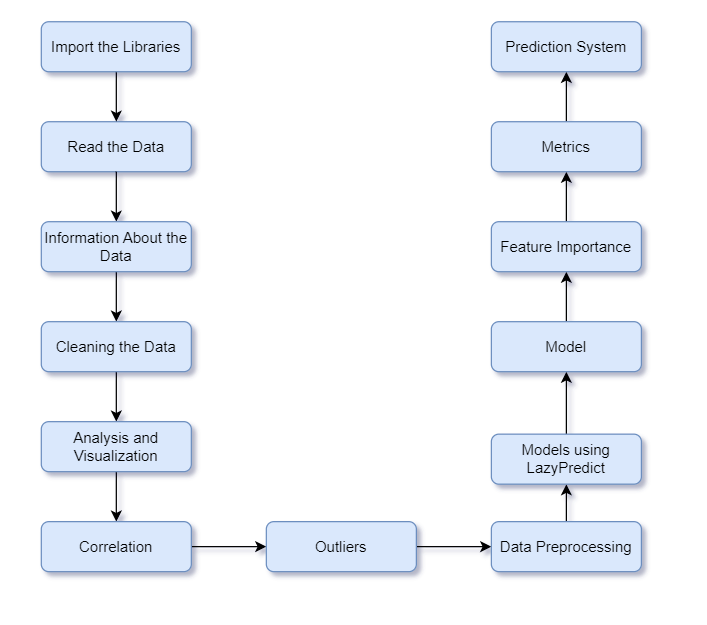 Import the Libraries
Read the Data
Information About the
Data
Cleaning the Data
Analysis and
Visualization
Correlation
Outliers
Data Preprocessing
Models using
LazyPredict
Model
Feature Importance
Metrics
Prediction System